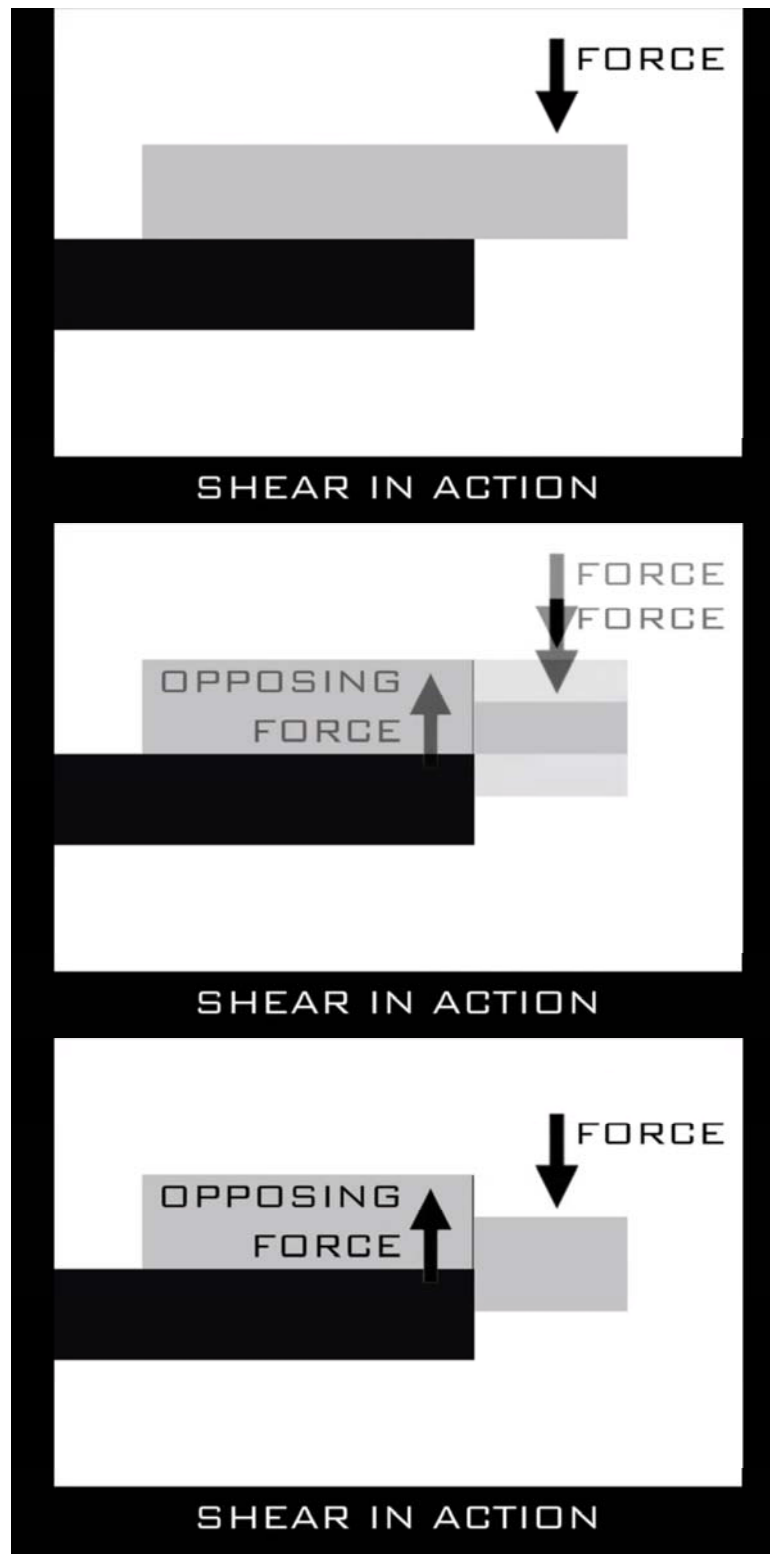 FORCE
SHEAR IN ACTION
FORCE
FORCE
OPPOSING
FORCE
SHEAR IN ACTION
FORCE
OPPOSING
FORCE
SHEAR IN ACTION